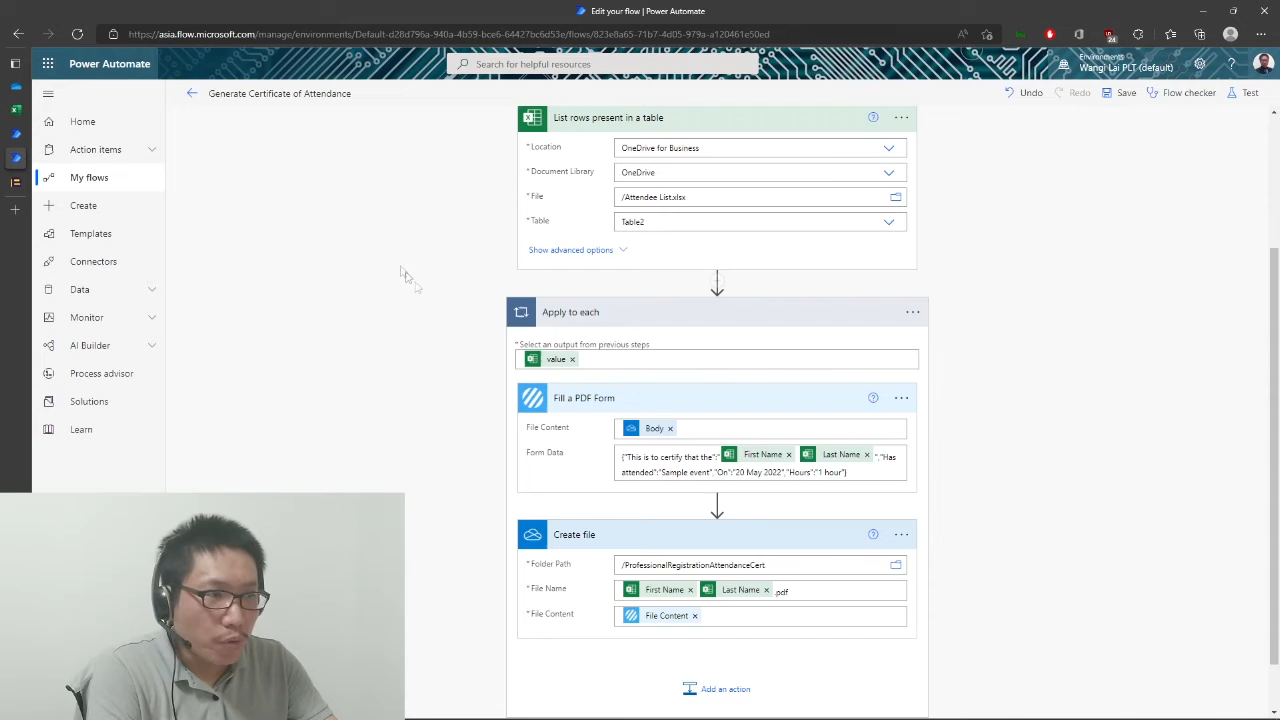 Edit your flow | Power Automate
https://asia.flow.microsoft.com/manage/environments/Default-d28d796a-940a-4b59-bce6-64427bc6d53e/flows/823e8a65-71b7-4d05-979a-a120461e50ed
24
Power Automate
Search for helpful resources
Environments
Wangi Lai PLT (default)
Generate Certificate of Attendance
Undo
Redo
Save
Flow checker
Test
Home
Action items
My flows
Create
Templates
Connectors
Data
Monitor
AI Builder
Process advisor
Solutions
Learn
List rows present in a table
* Location
OneDrive for Business
* Document Library
OneDrive
* File
/Attendee List.xlsx
* Table
Table2
Show advanced options
Apply to each
* Select an output from previous steps
value ×
Fill a PDF Form
File Content
Body ×
Form Data
{"This is to certify that the":" First Name × Last Name × ","Has
attended":"Sample event","On":"20 May 2022","Hours":"1 hour"}
Create file
* Folder Path
/ProfessionalRegistrationAttendanceCert
* File Name
First Name × Last Name × .pdf
* File Content
File Content ×
Add an action